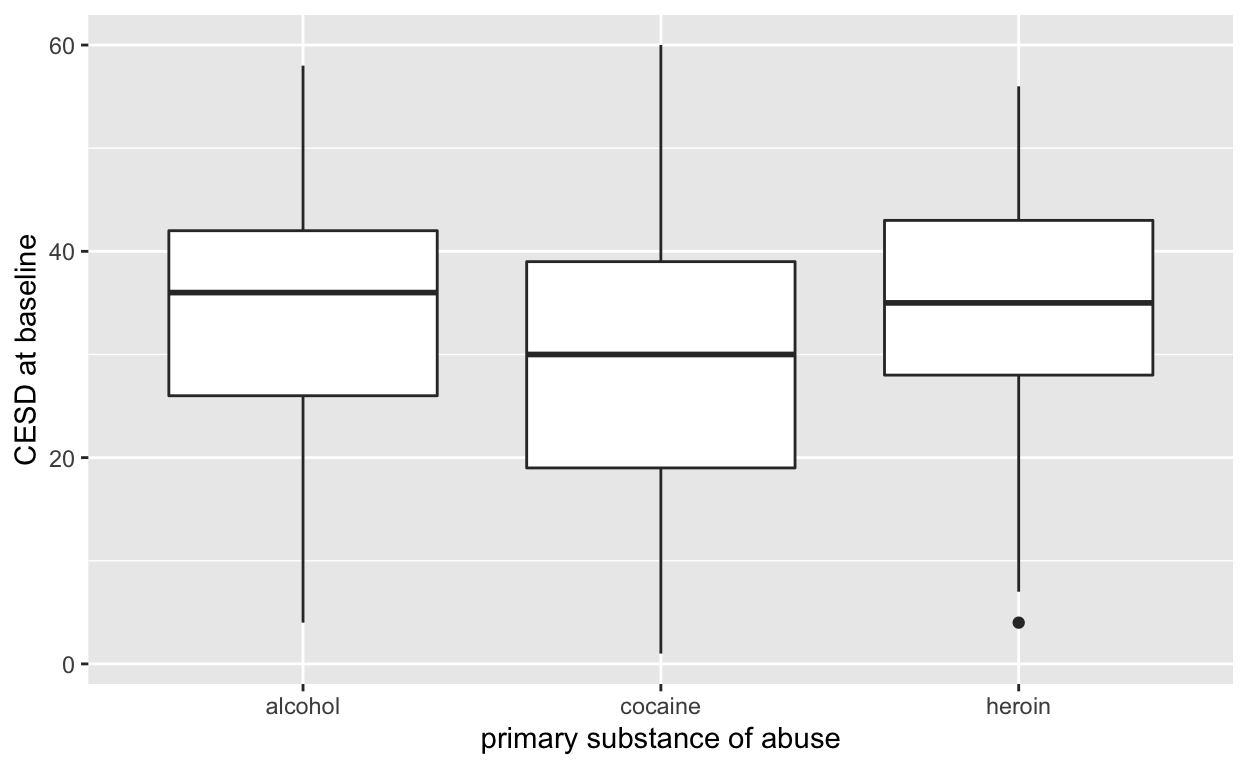 CESD at baseline
60
40
20
0
alcohol
cocaine
heroin
primary substance of abuse